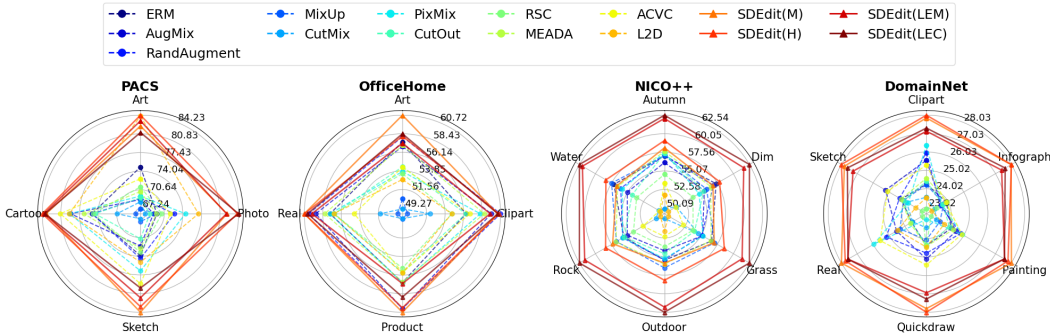 ERM MixUp PixMix RSC ACVC SDEdit(M) SDEdit(LEM)
AugMix CutMix CutOut MEADA L2D SDEdit(H) SDEdit(LEC)
RandAugment
PACS OfficeHome NICO++ DomainNet
Art Art Autumn Clipart
84.23 60.72 62.54 28.03
80.83 58.43 60.05 27.03
77.43 56.14 57.56 26.03
Water Dim Sketch Infograph
74.04 53.85 55.07 25.02
70.64 51.56 52.58 24.02
67.24 49.27 50.09 23.02
Cartoon Photo Real Clipart
Rock Grass Real Painting
Sketch Product Outdoor Quickdraw